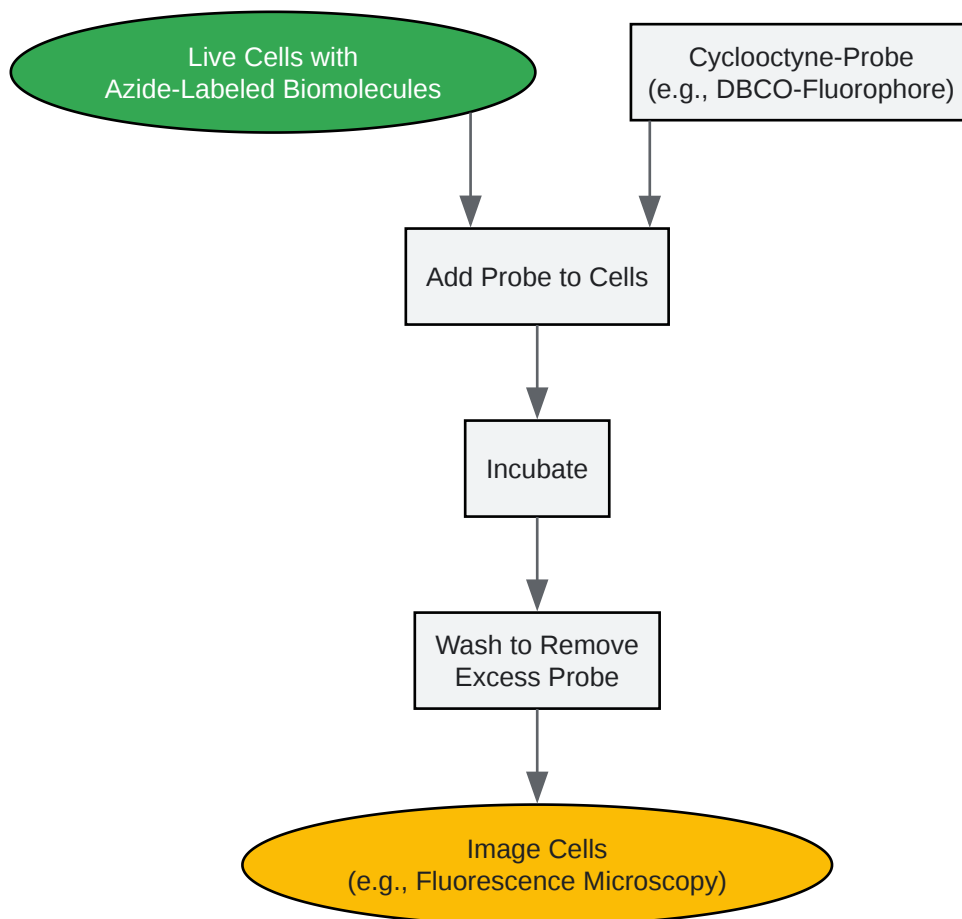 Live Cells with
Azide-Labeled Biomolecules
Cyclooctyne-Probe
(e.g., DBCO-Fluorophore)
Add Probe to Cells
Incubate
Wash to Remove
Excess Probe
Image Cells
(e.g., Fluorescence Microscopy)